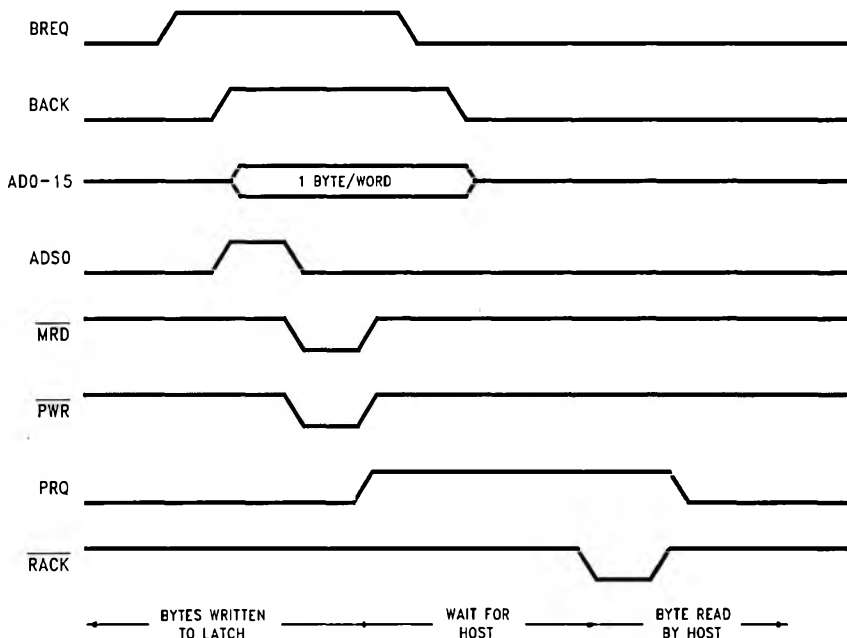 BREQ
BACK
AD0-15
1 BYTE/WORD
ADS0
MRD
PWR
PRQ
RACK
BYTES WRITTEN
TO LATCH
WAIT FOR
HOST
BYTE READ
BY HOST